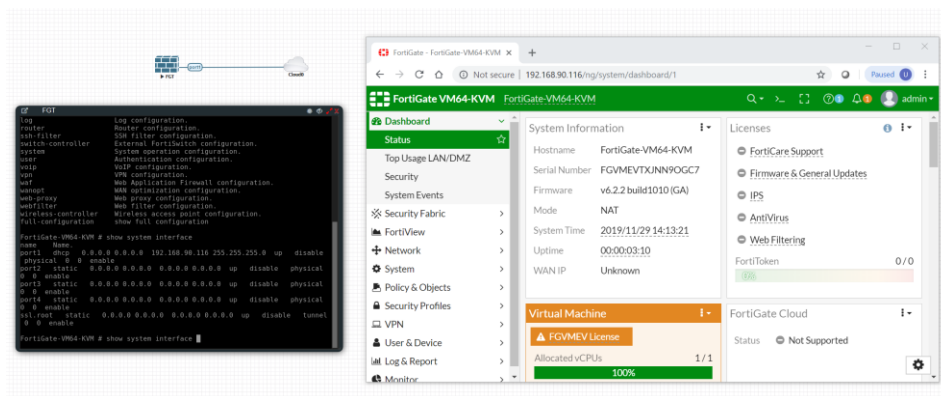 port1
FGT
Cloud0
FGT
log Log configuration.
router Router configuration.
ssh-filter SSH filter configuration.
switch-controller External FortiSwitch configuration.
system System operation configuration.
user Authentication configuration.
voip VoIP configuration.
vpn VPN configuration.
waf Web Application Firewall configuration.
wanopt WAN optimization configuration.
web-proxy Web proxy configuration.
webfilter Web filter configuration.
wireless-controller Wireless access point configuration.
full-configuration show full configuration
FortiGate-VM64-KVM # show system interface
name Name.
port1 dhcp 0.0.0.0 0.0.0.0 192.168.90.116 255.255.255.0 up disable
physical 0 0 enable
port2 static 0.0.0.0 0.0.0.0 0.0.0.0 0.0.0.0 up disable physical
0 0 enable
port3 static 0.0.0.0 0.0.0.0 0.0.0.0 0.0.0.0 up disable physical
0 0 enable
port4 static 0.0.0.0 0.0.0.0 0.0.0.0 0.0.0.0 up disable physical
0 0 enable
ssl.root static 0.0.0.0 0.0.0.0 0.0.0.0 0.0.0.0 up disable tunnel
0 0 enable
FortiGate-VM64-KVM # show system interface
FortiGate - FortiGate-VM64-KVM
Not secure | 192.168.90.116/ng/system/dashboard/1
Paused U
FortiGate VM64-KVM FortiGate-VM64-KVM
admin
Dashboard
Status
Top Usage LAN/DMZ
Security
System Events
Security Fabric
FortiView
Network
System
Policy & Objects
Security Profiles
VPN
User & Device
Log & Report
Monitor
System Information
Hostname FortiGate-VM64-KVM
Serial Number FGVMEVTXJNN9OGC7
Firmware v6.2.2 build1010 (GA)
Mode NAT
System Time 2019/11/29 14:13:21
Uptime 00:00:03:10
WAN IP Unknown
Licenses
FortiCare Support
Firmware & General Updates
IPS
AntiVirus
Web Filtering
FortiToken 0/0
Virtual Machine
FGVMEV License
Allocated vCPUs 1/1
100%
FortiGate Cloud
Status Not Supported